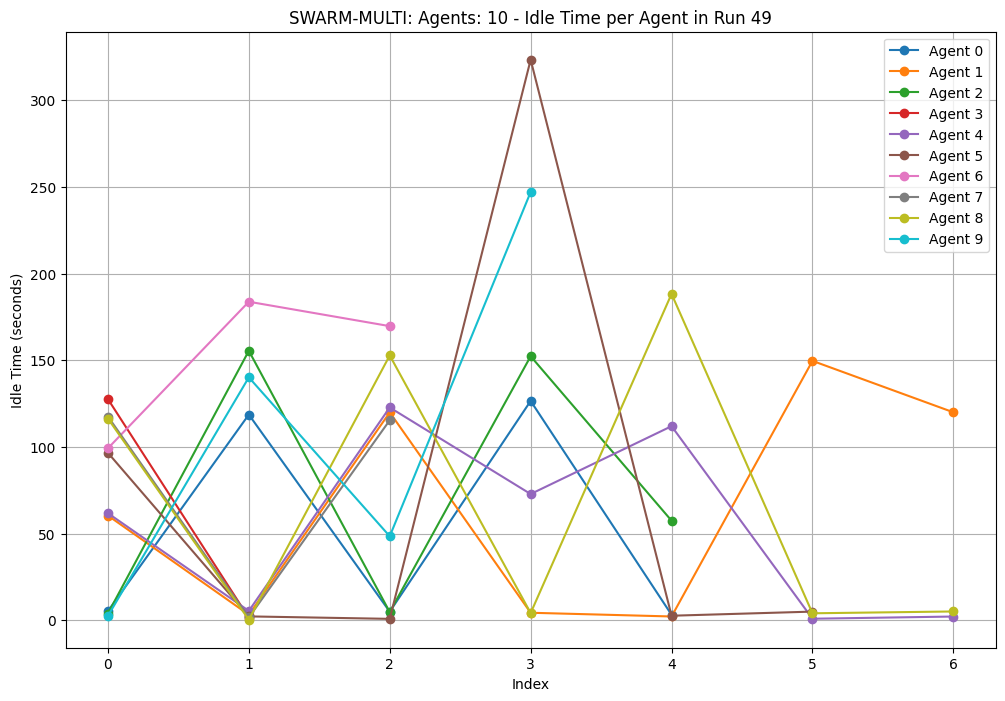 SWARM-MULTI: Agents: 10 - Idle Time per Agent in Run 49
Idle Time (seconds)
300
250
200
150
100
50
0
0 1 2 3 4 5 6
Index
Agent 0
Agent 1
Agent 2
Agent 3
Agent 4
Agent 5
Agent 6
Agent 7
Agent 8
Agent 9